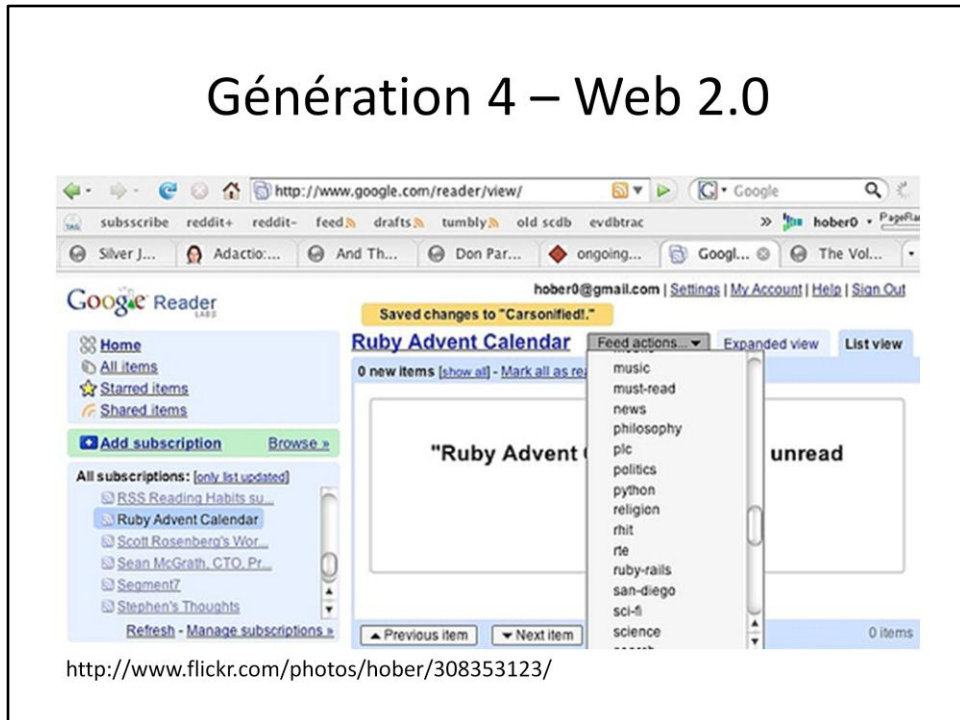 Génération 4 – Web 2.0
http://www.google.com/reader/view/ Google
subsscribe reddit+ reddit- feed drafts tumbly old scdb evdbtrac » hober0 PageRa
Silver J... Adactio:... And Th... Don Par... ongoing... Googl... The Vol...
hober0@gmail.com | Settings | My Account | Help | Sign Out
Google Reader
LABS
Saved changes to "Carsonified!."
Home
All items
Starred items
Shared items
Add subscription Browse »
All subscriptions: [only list updated]
RSS Reading Habits su...
Ruby Advent Calendar
Scott Rosenberg's Wor...
Sean McGrath, CTO, Pr...
Segment7
Stephen's Thoughts
Refresh - Manage subscriptions »
Ruby Advent Calendar Feed actions... Expanded view List view
0 new items [show all] - Mark all as rea
"Ruby Advent unread
music
must-read
news
philosophy
plc
politics
python
religion
rhit
rte
ruby-rails
san-diego
sci-fi
science
Previous item Next item 0 items
http://www.flickr.com/photos/hober/308353123/